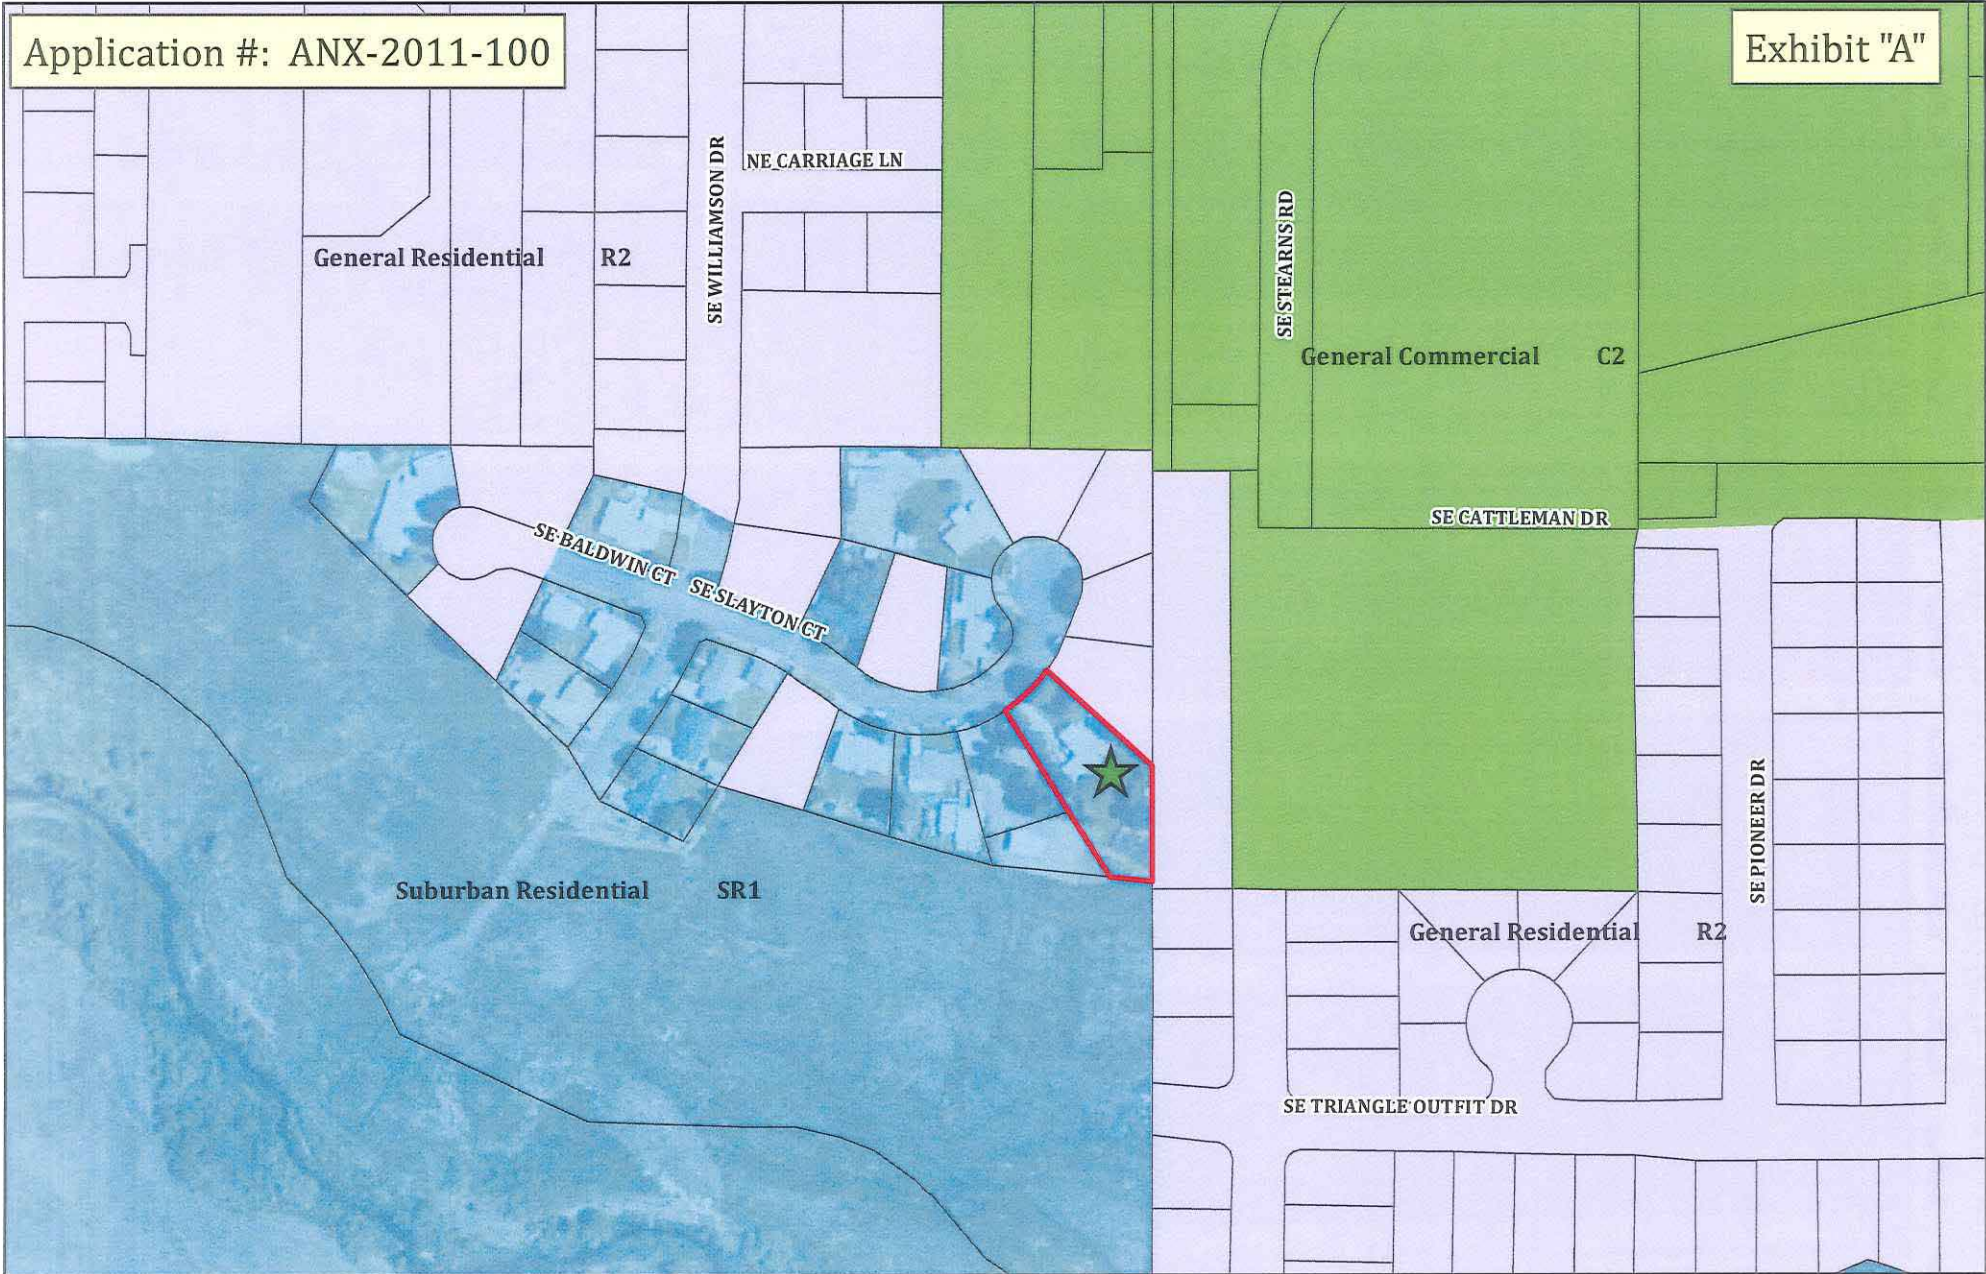 Application #: ANX-2011-100
Exhibit "A"
NE CARRIAGE LN
SE WILLIAMSON DR
General Residential R2
SE STEARNS RD
General Commercial C2
SE CATTLEMAN DR
SE BALDWIN CT
SE SLAYTON CT
SE PIONEER DR
Suburban Residential SR1
General Residential R2
SE TRIANGLE OUTFIT DR